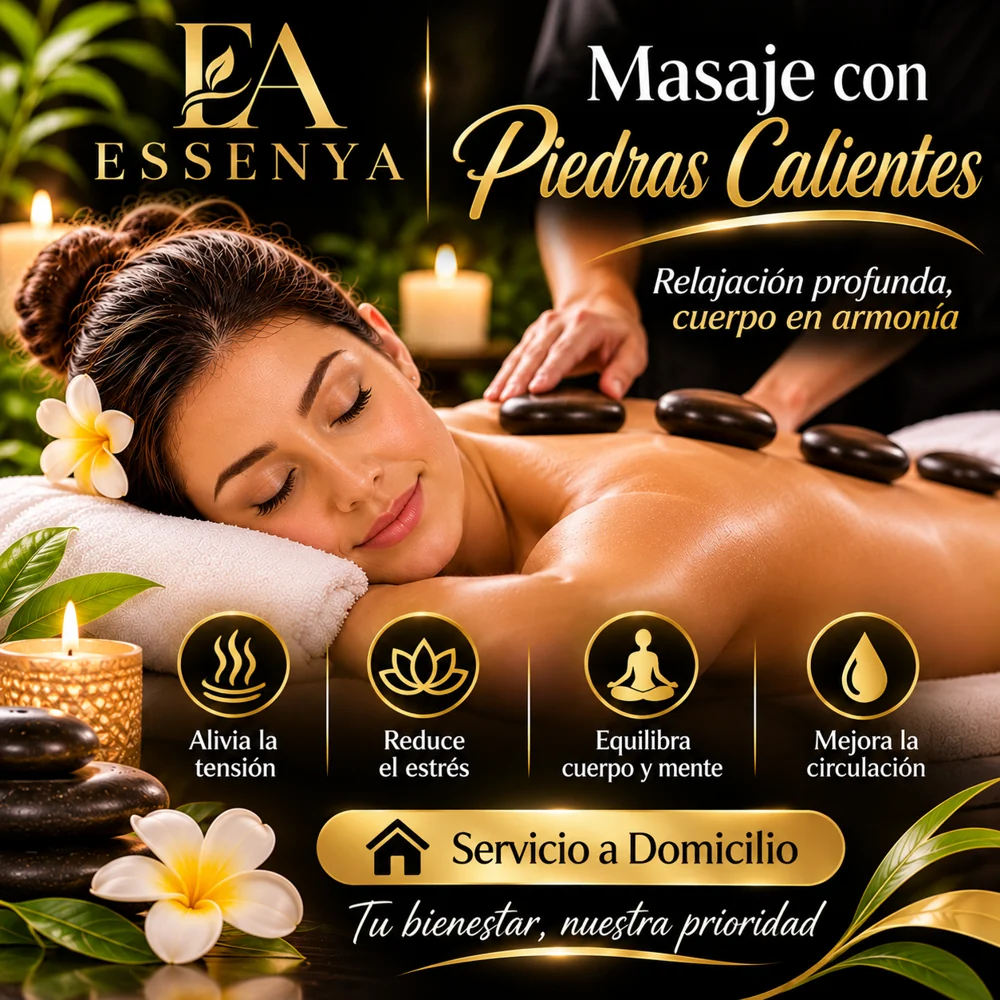 EA
ESSENYA
Masaje con
Piedras Calientes
Relajación profunda,
cuerpo en armonía
Alivia la
tensión
Reduce
el estrés
Equilibra
cuerpo y mente
Mejora la
circulación
Servicio a Domicilio
Tu bienestar, nuestra prioridad